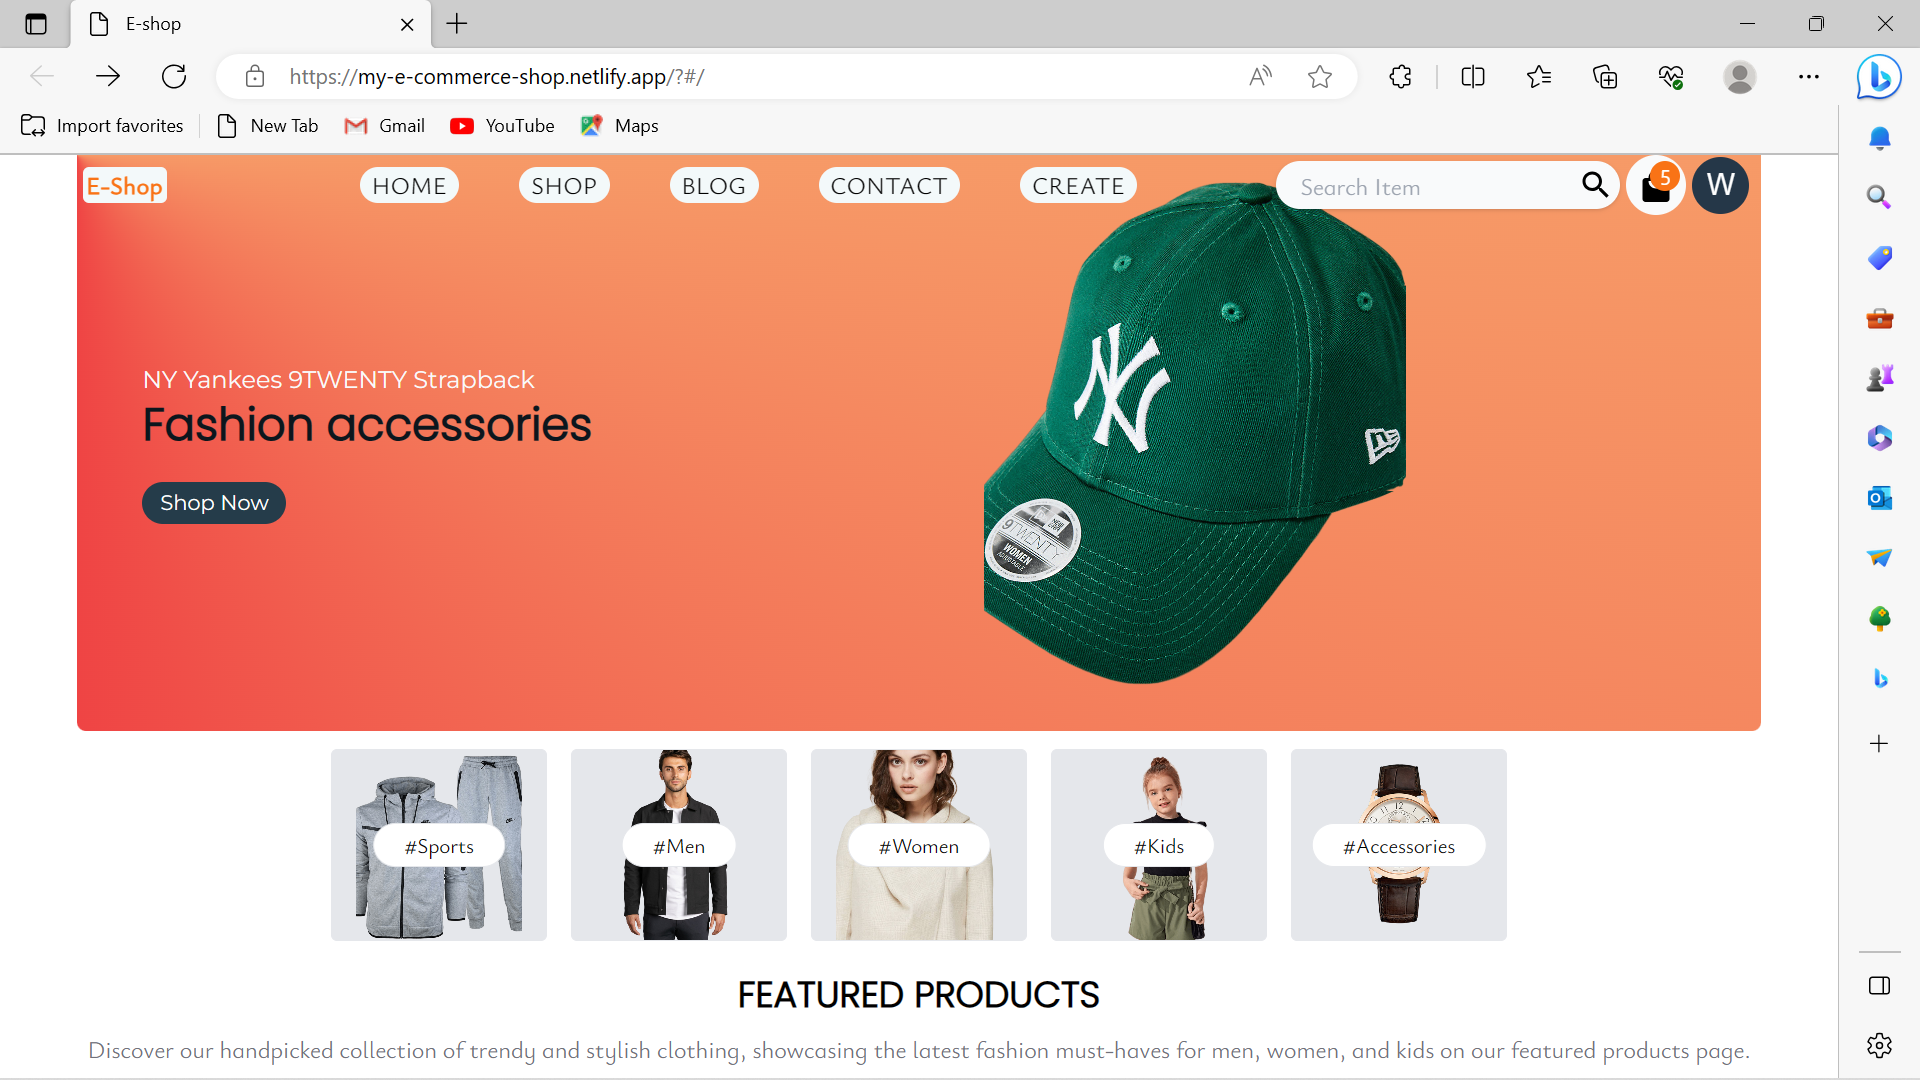 E-shop
https://my-e-commerce-shop.netlify.app/?#/
Import favorites
New Tab
Gmail
YouTube
Maps
E-Shop
HOME
SHOP
BLOG
CONTACT
CREATE
Search Item
5
W
NY Yankees 9TWENTY Strapback
Fashion accessories
Shop Now
NY
9TWENTY
WOMEN
#Sports
#Men
#Women
#Kids
#Accessories
FEATURED PRODUCTS
Discover our handpicked collection of trendy and stylish clothing, showcasing the latest fashion must-haves for men, women, and kids on our featured products page.